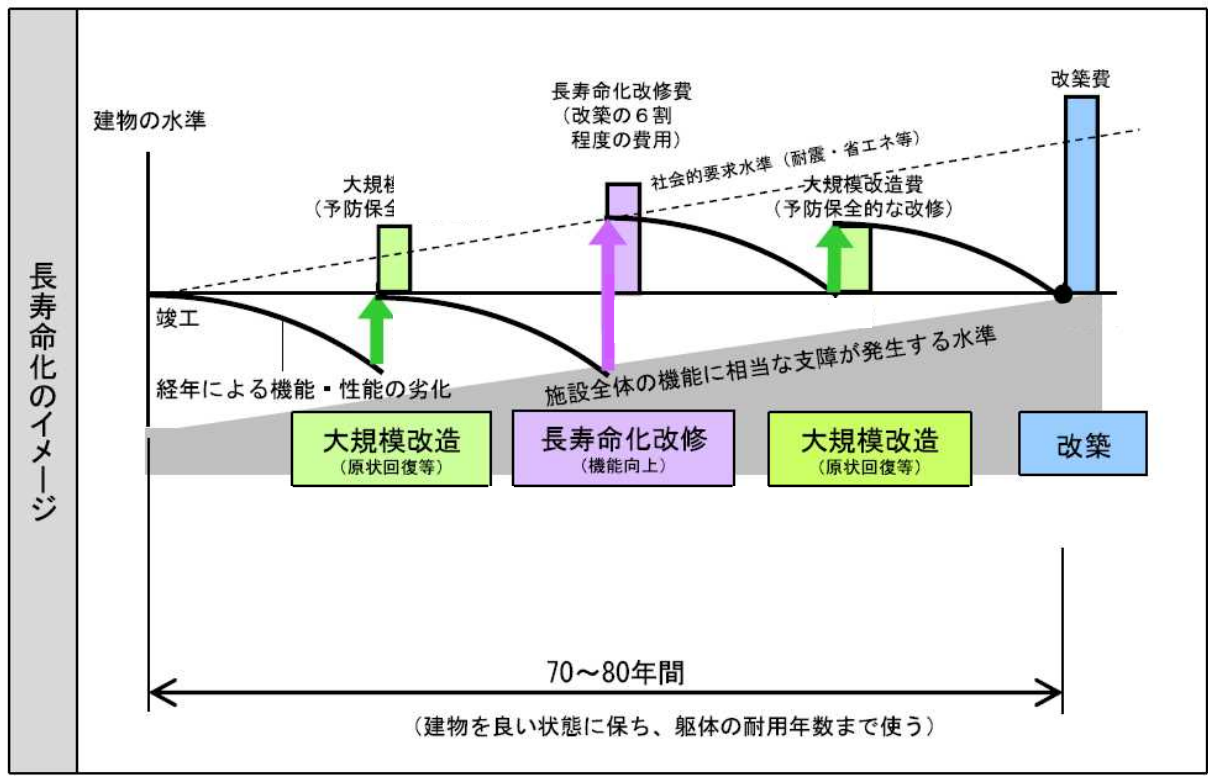 長寿命化のイメージ
建物の水準
大規模
（予防保全
長寿命化改修費
（改築の６割
程度の費用）
社会的要求水準（耐震・省エネ等）
大規模改造費
（予防保全的な改修）
改築費
竣工
経年による機能・性能の劣化
施設全体の機能に相当な支障が発生する水準
大規模改造
（原状回復等）
長寿命化改修
（機能向上）
大規模改造
（原状回復等）
改築
70～80年間
（建物を良い状態に保ち、躯体の耐用年数まで使う）